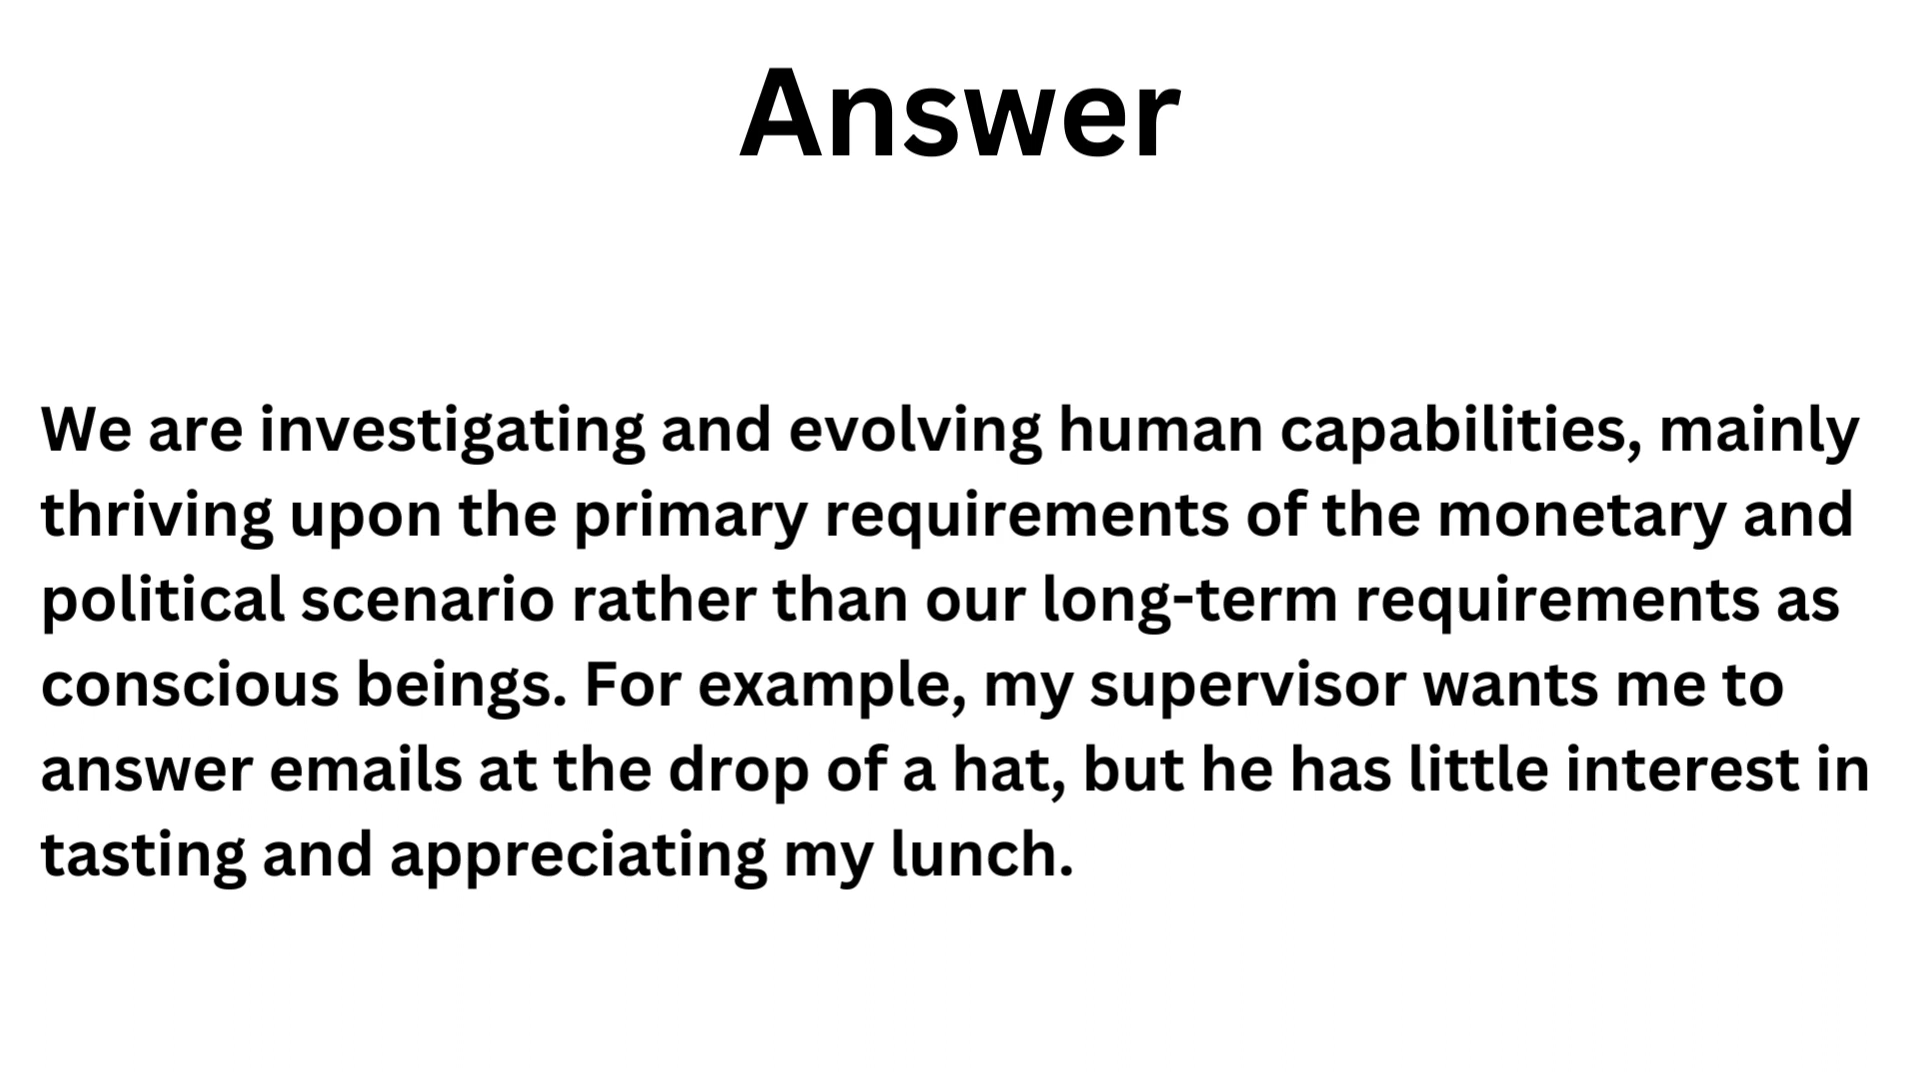 Answer
We are investigating and evolving human capabilities, mainly
thriving upon the primary requirements of the monetary and
political scenario rather than our long-term requirements as
conscious beings. For example, my supervisor wants me to
answer emails at the drop of a hat, but he has little interest in
tasting and appreciating my lunch.